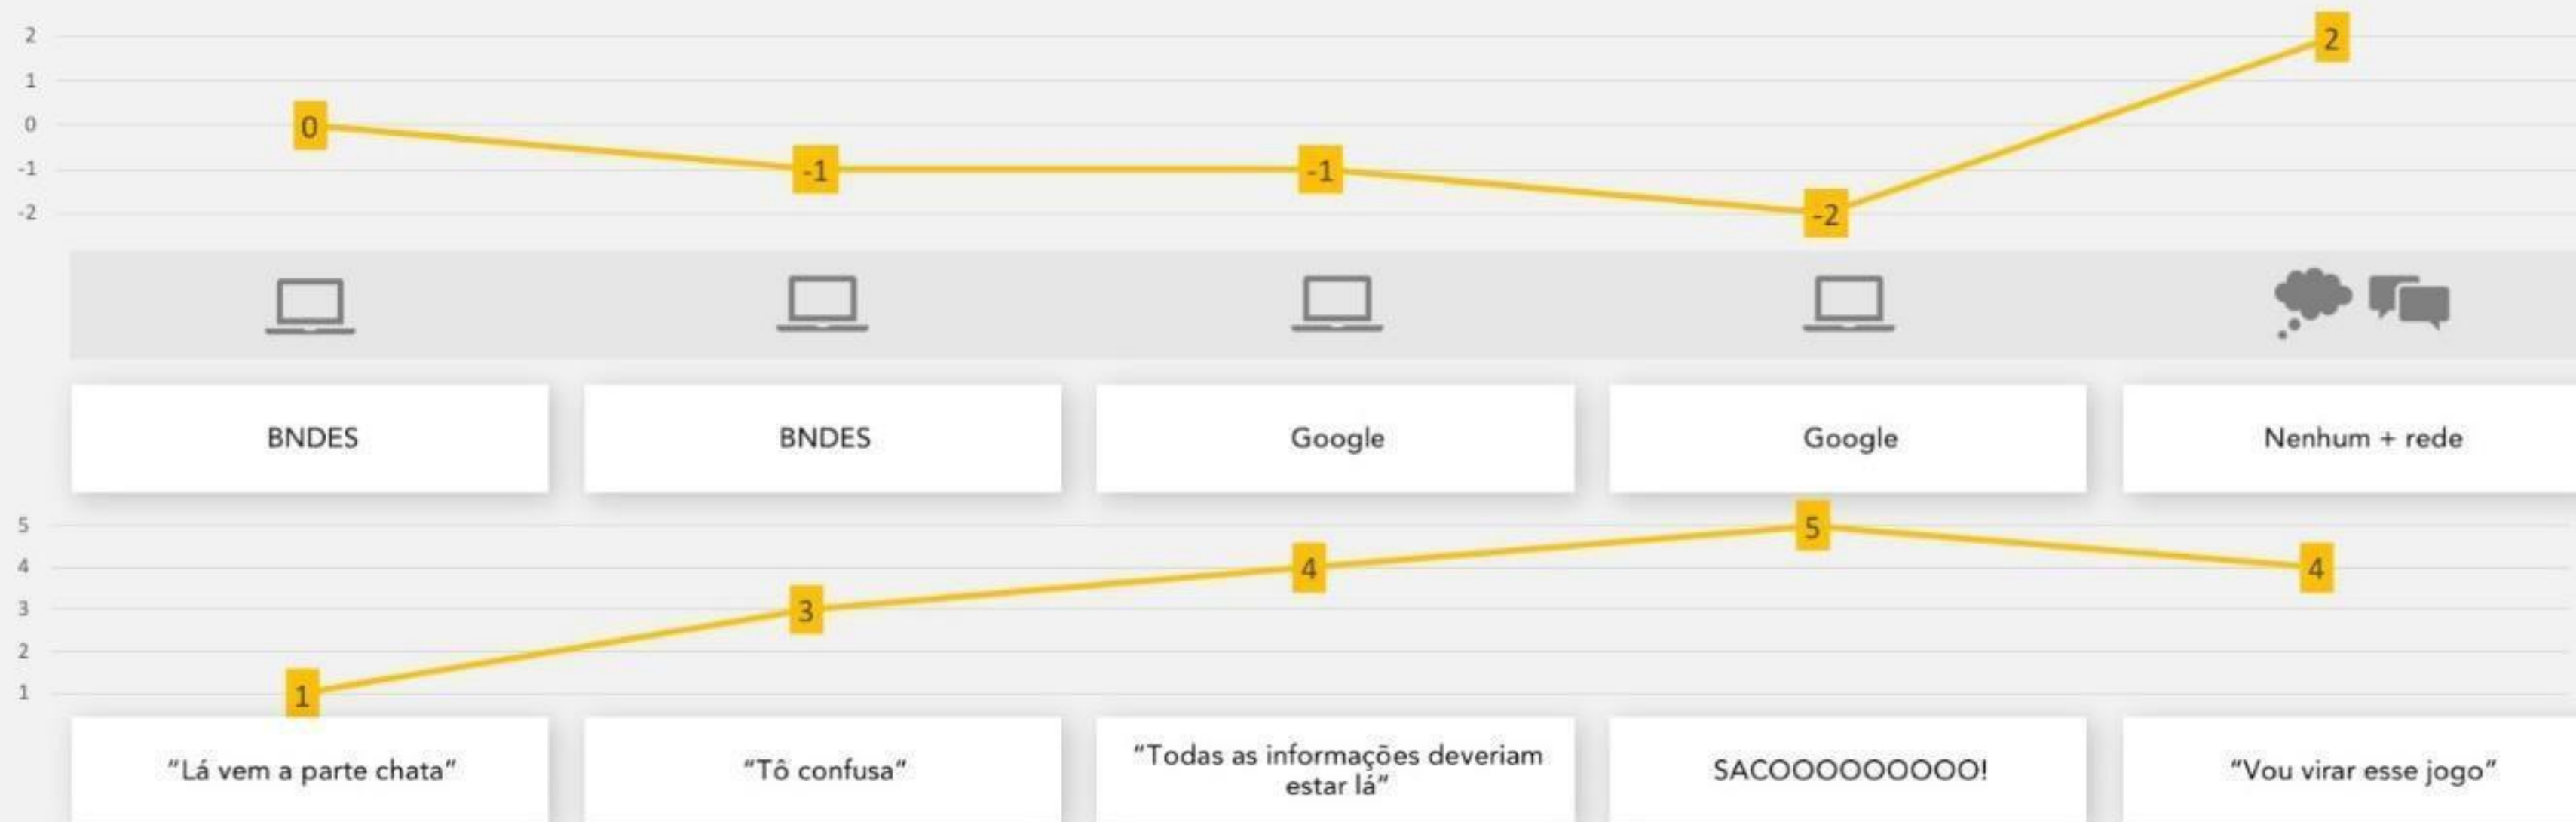 2
1
0
-1
-2
0
-1
-1
-2
2
BNDES
BNDES
Google
Google
Nenhum + rede
5
4
3
2
1
1
3
4
5
4
"Lá vem a parte chata"
"Tô confusa"
"Todas as informações deveriam
estar lá"
SACOOOOOOOOOO!
"Vou virar esse jogo"